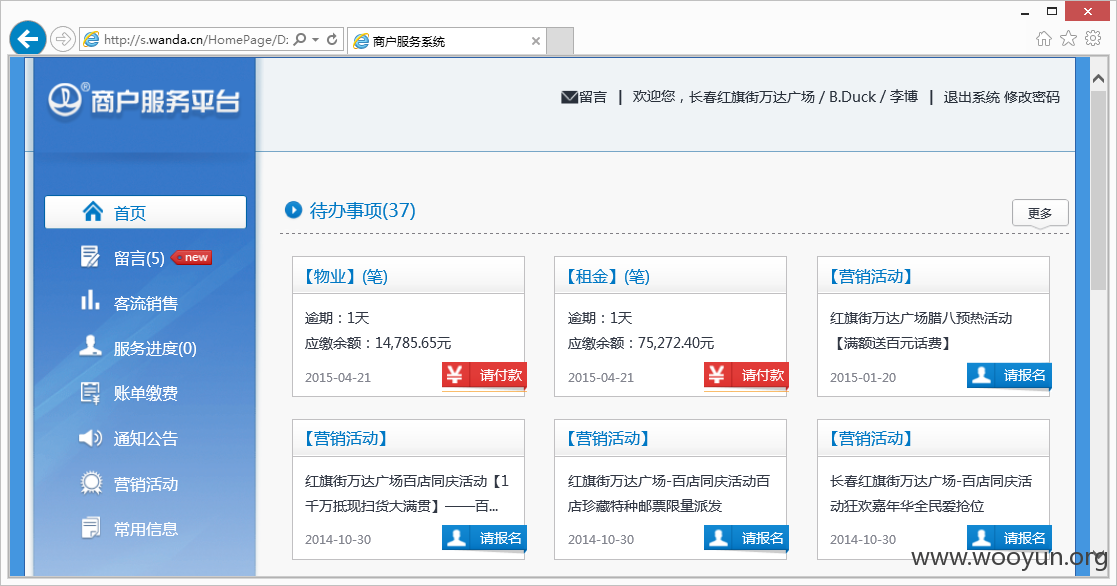 http://s.wanda.cn/HomePage/D:
商户服务系统
商户服务平台
留言 | 欢迎您，长春红旗街万达广场 / B.Duck / 李博 | 退出系统 修改密码
首页
留言(5) new
客流销售
服务进度(0)
账单缴费
通知公告
营销活动
常用信息
待办事项(37)
更多
【物业】(笔)
逾期：1天
应缴余额：14,785.65元
2015-04-21
¥ 请付款
【租金】(笔)
逾期：1天
应缴余额：75,272.40元
2015-04-21
¥ 请付款
【营销活动】
红旗街万达广场腊八预热活动
【满额送百元话费】
2015-01-20
请报名
【营销活动】
红旗街万达广场百店同庆活动【1
千万抵现扫货大满贯】——百...
2014-10-30
请报名
【营销活动】
红旗街万达广场-百店同庆活动百
店珍藏特种邮票限量派发
2014-10-30
请报名
【营销活动】
长春红旗街万达广场-百店同庆活
动狂欢嘉年华全民爱抢位
2014-10-30
请报名
www.wooyun.org